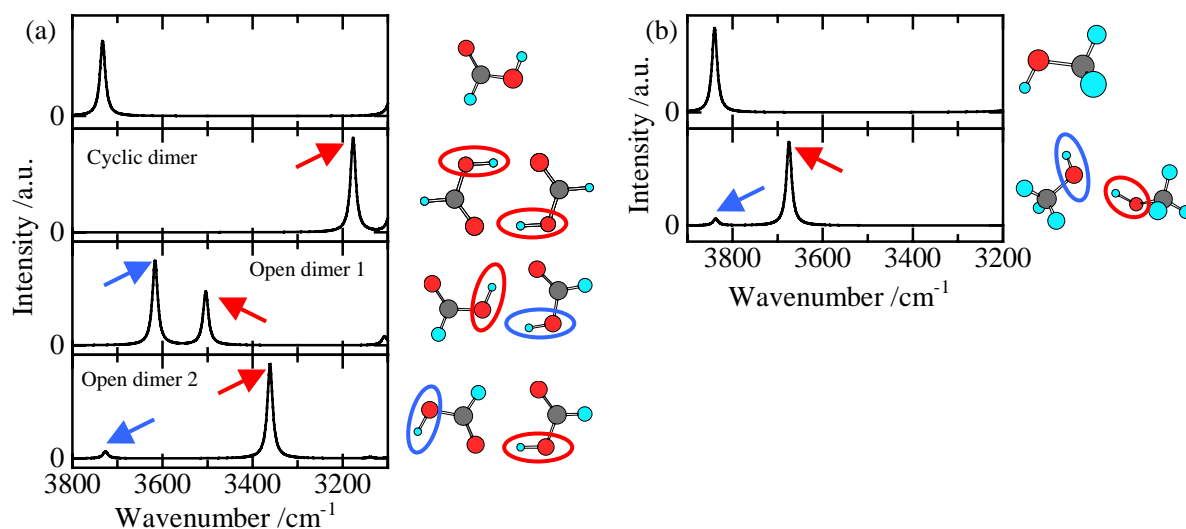 (a)
0
Cyclic dimer
0
Open dimer 1
0
Open dimer 2
0
3800 3600 3400 3200
Wavenumber /cm-1
Intensity /a.u.
(b)
0
0
3800 3600 3400 3200
Wavenumber /cm-1
Intensity /a.u.